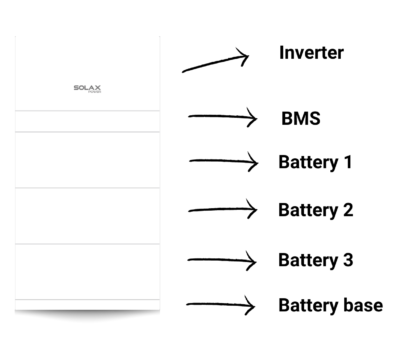 Inverter
SOLAX
BMS
Battery 1
Battery 2
Battery 3
Battery base